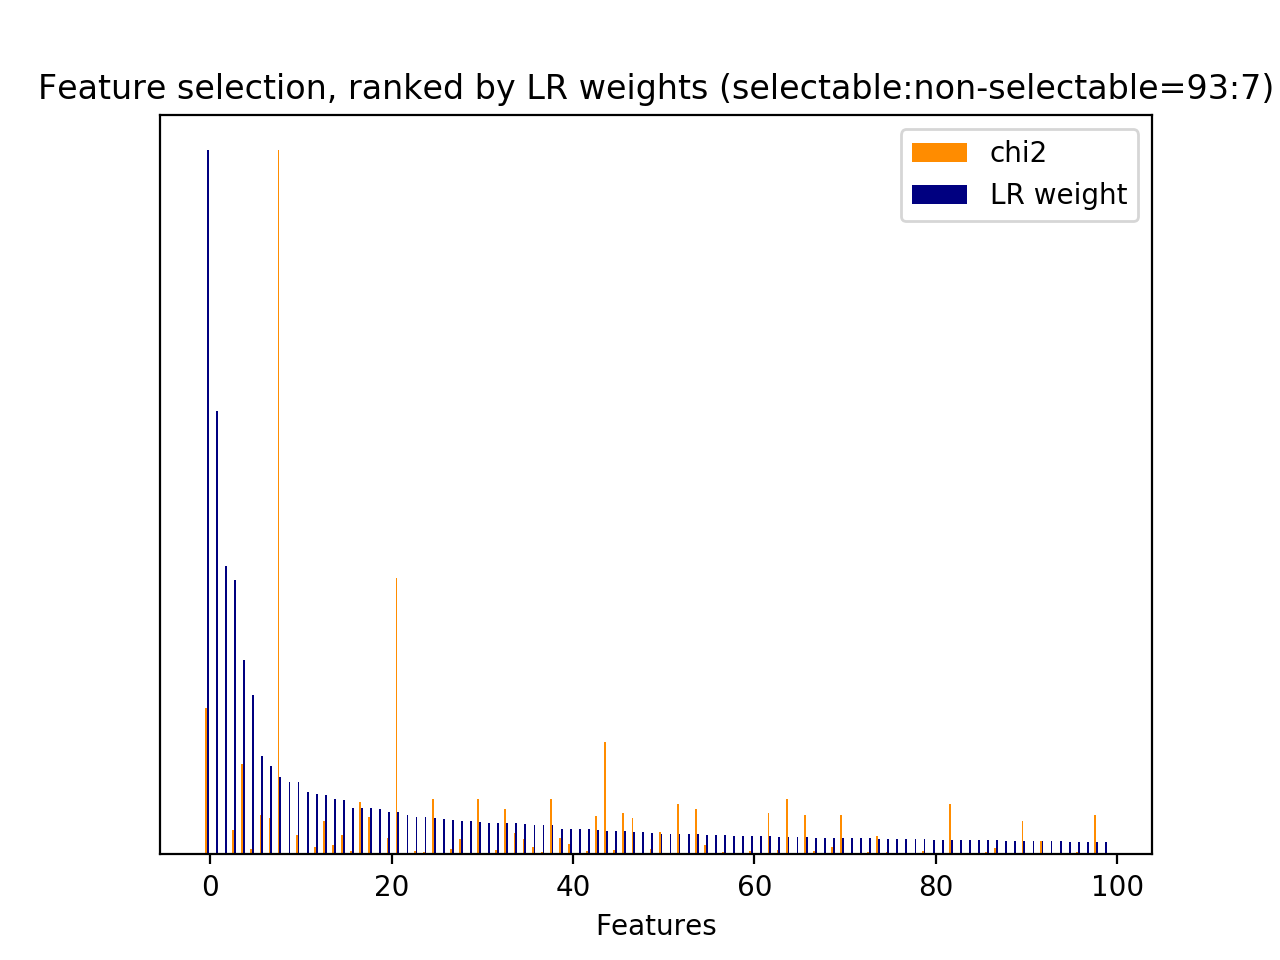 Feature selection, ranked by LR weights (selectable:non-selectable=93:7)
chi2
LR weight
0 20 40 60 80 100
Features